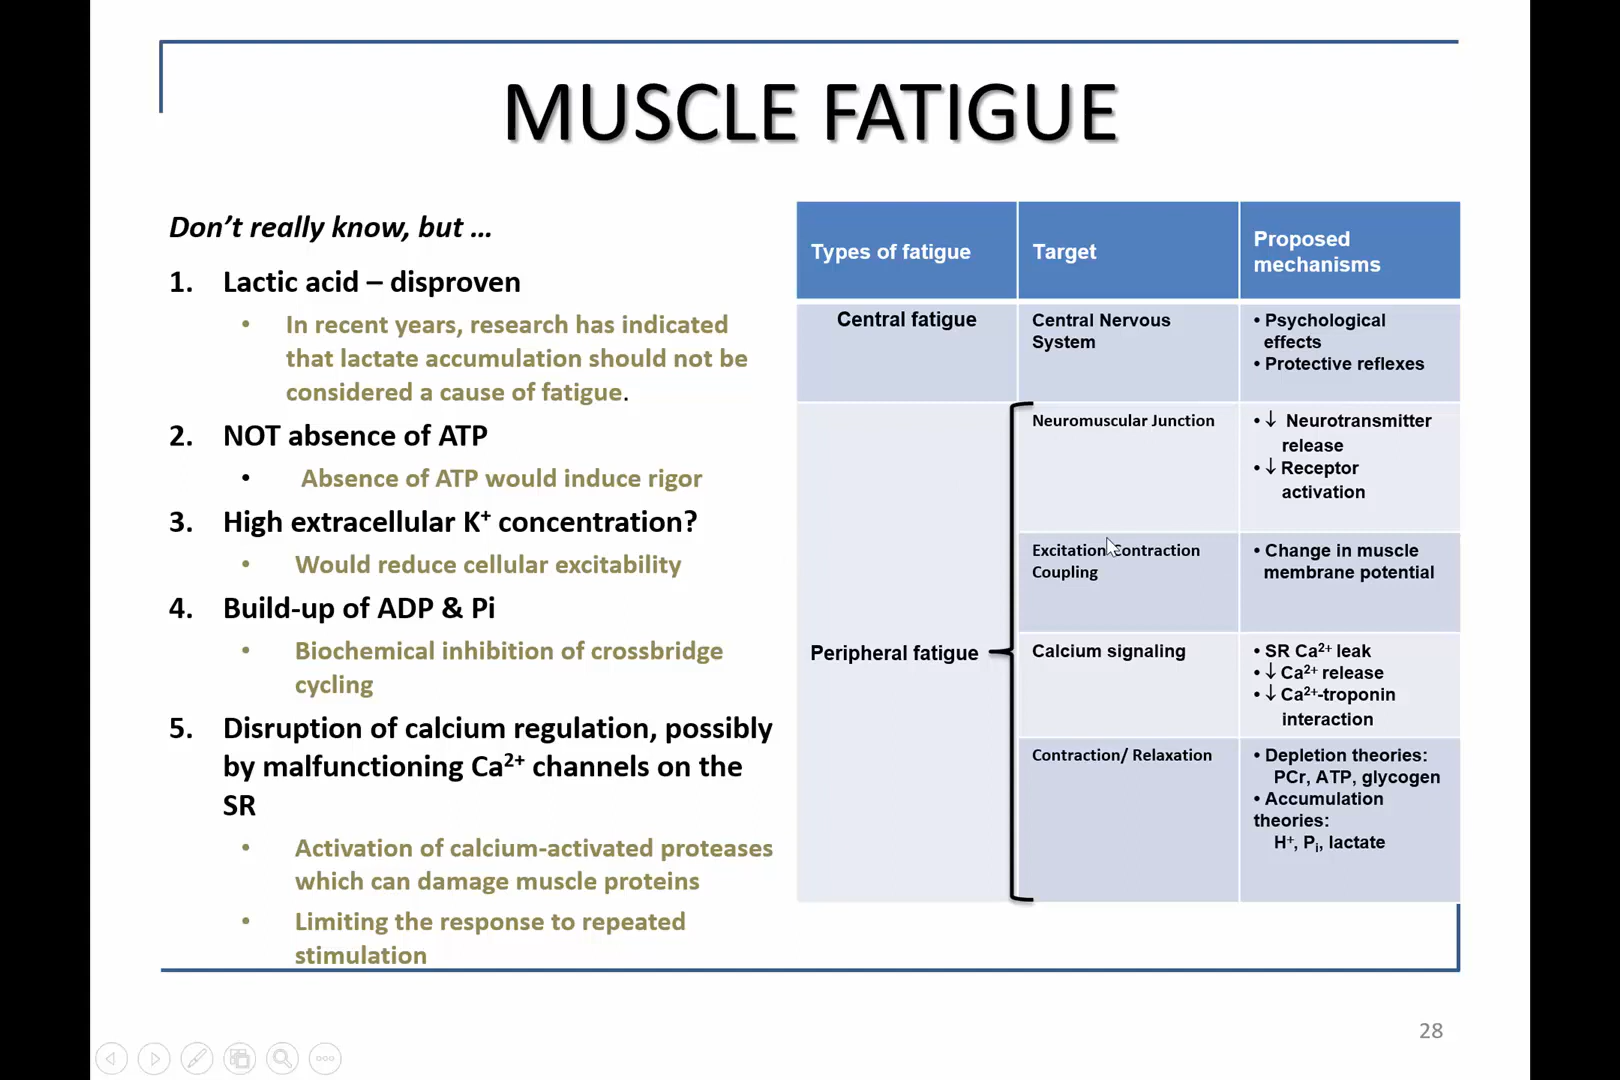 MUSCLE FATIGUE
Don’t really know, but …
1. Lactic acid – disproven
• In recent years, research has indicated
that lactate accumulation should not be
considered a cause of fatigue.
2. NOT absence of ATP
• Absence of ATP would induce rigor
3. High extracellular K⁺ concentration?
• Would reduce cellular excitability
4. Build-up of ADP & Pi
• Biochemical inhibition of crossbridge
cycling
5. Disruption of calcium regulation, possibly
by malfunctioning Ca²⁺ channels on the
SR
• Activation of calcium-activated proteases
which can damage muscle proteins
• Limiting the response to repeated
stimulation
Types of fatigue
Target
Proposed
mechanisms
Central fatigue
Central Nervous
System
• Psychological
effects
• Protective reflexes
Peripheral fatigue
Neuromuscular Junction
• ↓ Neurotransmitter
release
• ↓ Receptor
activation
Excitation Contraction
Coupling
• Change in muscle
membrane potential
Calcium signaling
• SR Ca²⁺ leak
• ↓ Ca²⁺ release
• ↓ Ca²⁺-troponin
interaction
Contraction/ Relaxation
• Depletion theories:
PCr, ATP, glycogen
• Accumulation
theories:
H⁺, Pᵢ, lactate
28